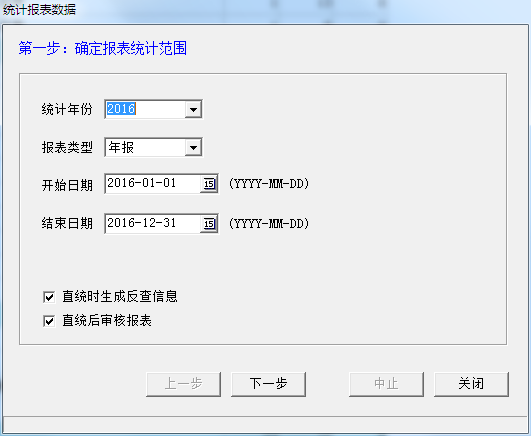 统计报表数据
第一步：确定报表统计范围
统计年份 2016
报表类型 年报
开始日期 2016-01-01 15 (YYYY-MM-DD)
结束日期 2016-12-31 15 (YYYY-MM-DD)
直统时生成反查信息
直统后审核报表
上一步 下一步 中止 关闭